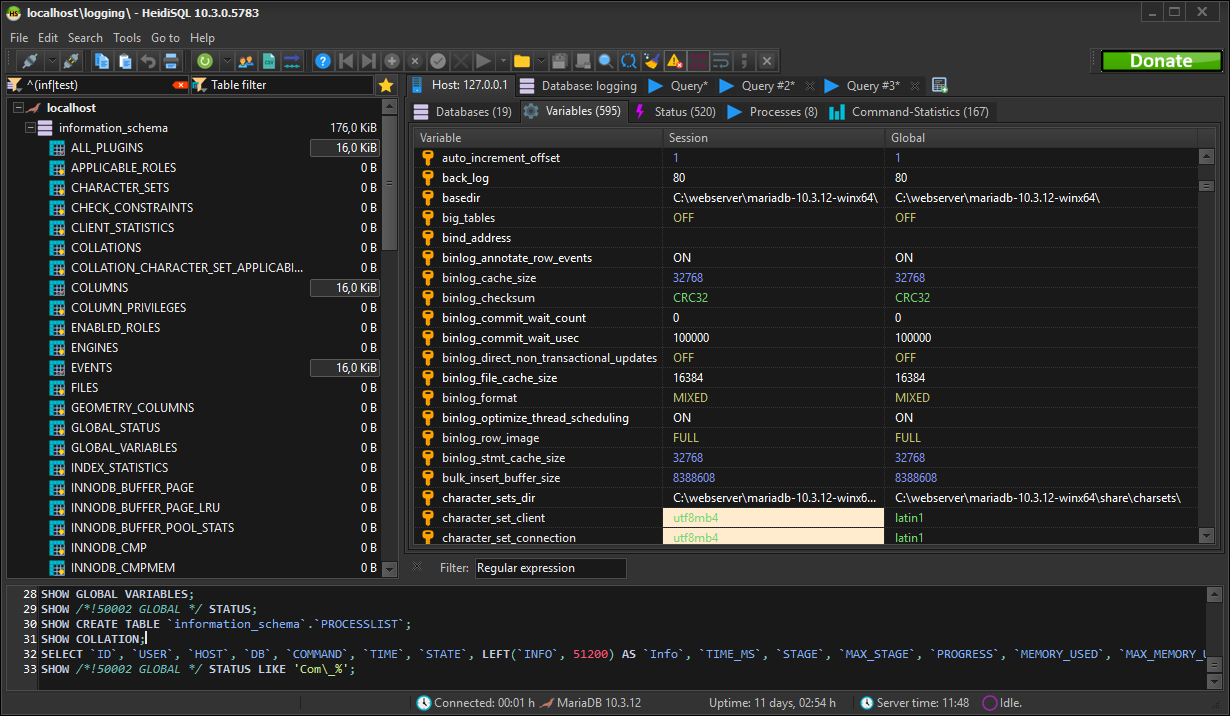 localhost\logging\ - HeidiSQL 10.3.0.5783
File Edit Search Tools Go to Help
Donate
^(inf|test) Table filter
Host: 127.0.0.1 Database: logging Query* Query #2* Query #3*
Databases (19) Variables (595) Status (520) Processes (8) Command-Statistics (167)
localhost
information_schema 176,0 KiB
ALL_PLUGINS 16,0 KiB
APPLICABLE_ROLES 0 B
CHARACTER_SETS 0 B
CHECK_CONSTRAINTS 0 B
CLIENT_STATISTICS 0 B
COLLATIONS 0 B
COLLATION_CHARACTER_SET_APPLICABI... 0 B
COLUMNS 16,0 KiB
COLUMN_PRIVILEGES 0 B
ENABLED_ROLES 0 B
ENGINES 0 B
EVENTS 16,0 KiB
FILES 0 B
GEOMETRY_COLUMNS 0 B
GLOBAL_STATUS 0 B
GLOBAL_VARIABLES 0 B
INDEX_STATISTICS 0 B
INNODB_BUFFER_PAGE 0 B
INNODB_BUFFER_PAGE_LRU 0 B
INNODB_BUFFER_POOL_STATS 0 B
INNODB_CMP 0 B
INNODB_CMPMEM 0 B
Variable Session Global
auto_increment_offset 1 1
back_log 80 80
basedir C:\webserver\mariadb-10.3.12-winx64\ C:\webserver\mariadb-10.3.12-winx64\
big_tables OFF OFF
bind_address
binlog_annotate_row_events ON ON
binlog_cache_size 32768 32768
binlog_checksum CRC32 CRC32
binlog_commit_wait_count 0 0
binlog_commit_wait_usec 100000 100000
binlog_direct_non_transactional_updates OFF OFF
binlog_file_cache_size 16384 16384
binlog_format MIXED MIXED
binlog_optimize_thread_scheduling ON ON
binlog_row_image FULL FULL
binlog_stmt_cache_size 32768 32768
bulk_insert_buffer_size 8388608 8388608
character_sets_dir C:\webserver\mariadb-10.3.12-winx6... C:\webserver\mariadb-10.3.12-winx64\share\charsets\
character_set_client utf8mb4 latin1
character_set_connection utf8mb4 latin1
Filter: Regular expression
28 SHOW GLOBAL VARIABLES;
29 SHOW /*!50002 GLOBAL */ STATUS;
30 SHOW CREATE TABLE `information_schema`.`PROCESSLIST`;
31 SHOW COLLATION;
32 SELECT `ID`, `USER`, `HOST`, `DB`, `COMMAND`, `TIME`, `STATE`, LEFT(`INFO`, 51200) AS `Info`, `TIME_MS`, `STAGE`, `MAX_STAGE`, `PROGRESS`, `MEMORY_USED`, `MAX_MEMORY_U
33 SHOW /*!50002 GLOBAL */ STATUS LIKE 'Com\_%';
Connected: 00:01 h MariaDB 10.3.12 Uptime: 11 days, 02:54 h Server time: 11:48 Idle.